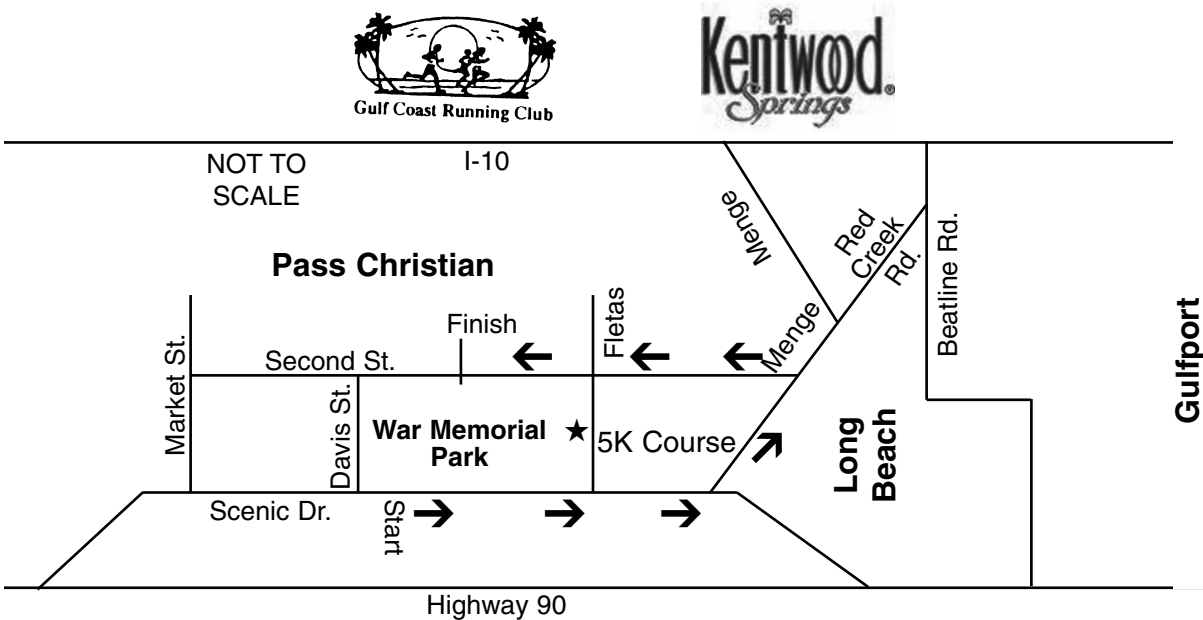 Gulf Coast Running Club
Kentwood®
Springs
NOT TO
SCALE
I-10
Menge
Red
Creek
Rd.
Beatline Rd.
Gulfport
Pass Christian
Market St.
Second St.
Finish
Fletas
Menge
Davis St.
War Memorial
Park
5K Course
Long
Beach
Scenic Dr.
Start
Highway 90